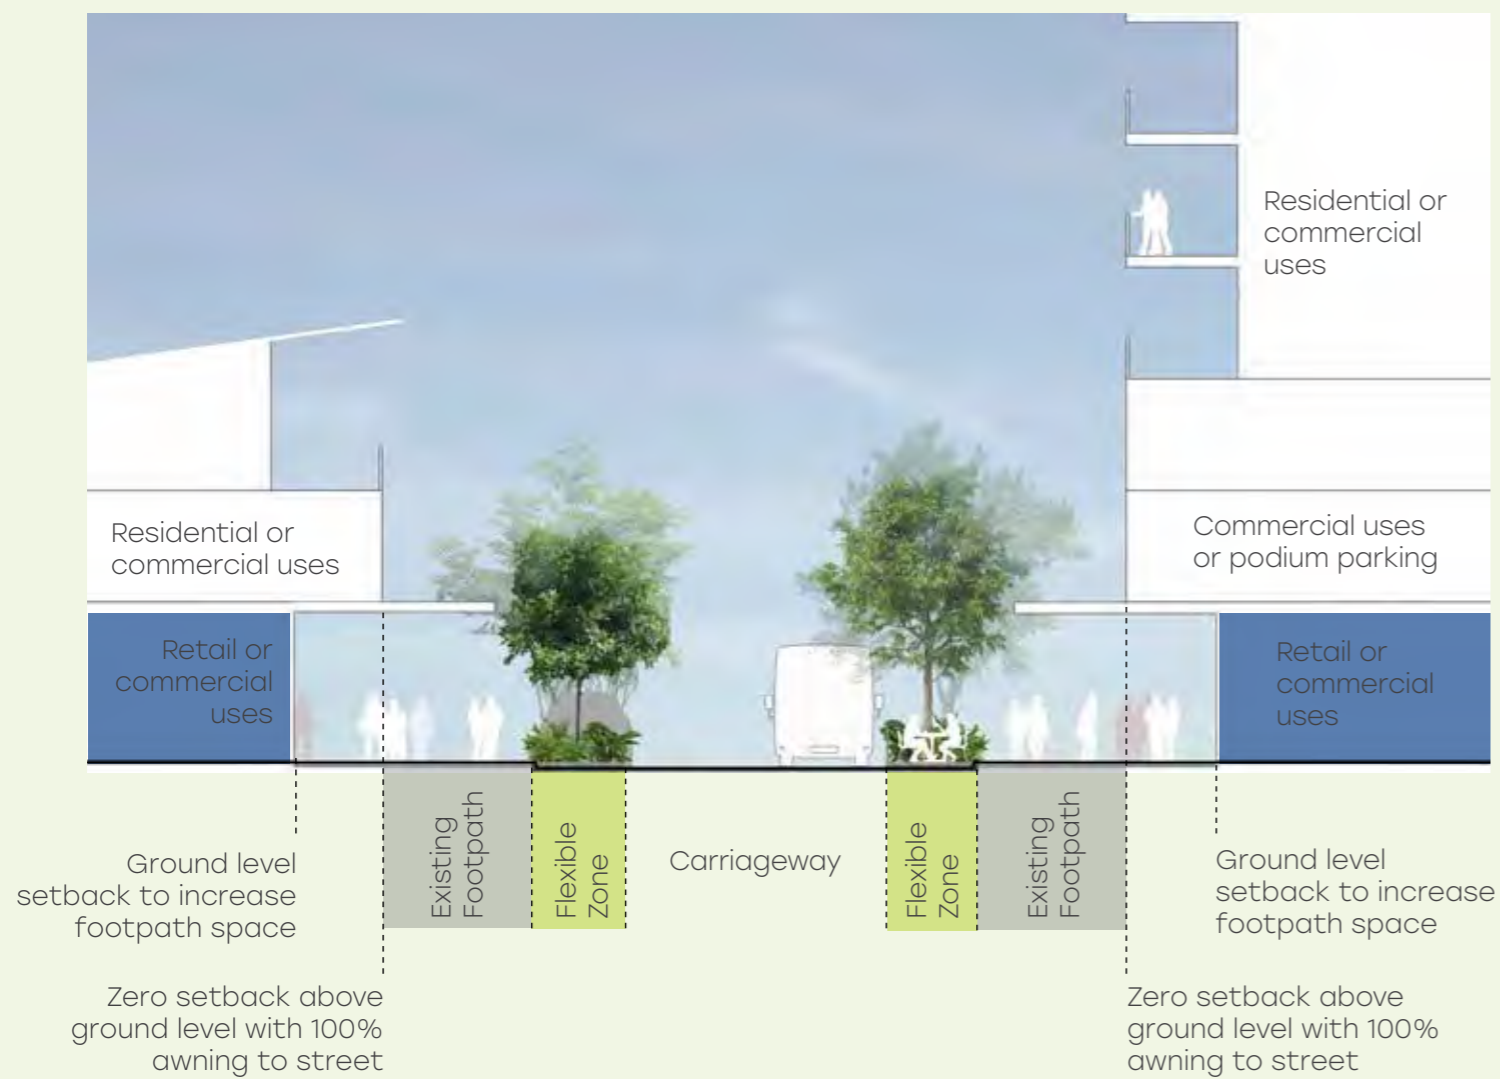 Residential or
commercial
uses
Residential or
commercial uses
Commercial uses
or podium parking
Retail or
commercial
uses
Retail or
commercial
uses
Existing
Footpath
Flexible
Zone
Carriageway
Flexible
Zone
Existing
Footpath
Ground level
setback to increase
footpath space
Ground level
setback to increase
footpath space
Zero setback above
ground level with 100%
awning to street
Zero setback above
ground level with 100%
awning to street